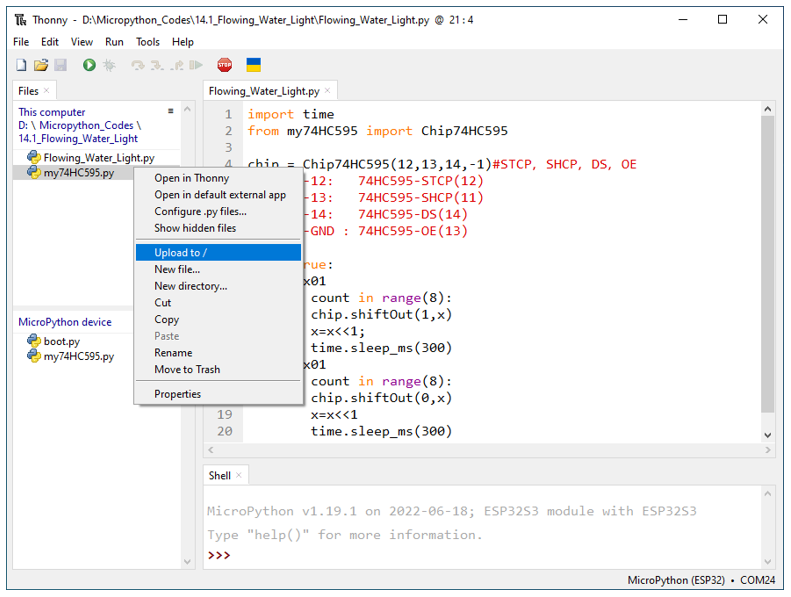 Thonny - D:\Micropython_Codes\14.1_Flowing_Water_Light\Flowing_Water_Light.py @ 21 : 4
File Edit View Run Tools Help
STOP
Files ×
This computer
D: \ Micropython_Codes \
14.1_Flowing_Water_Light
Flowing_Water_Light.py
my74HC595.py
MicroPython device
boot.py
my74HC595.py
Open in Thonny
Open in default external app
Configure .py files...
Show hidden files
Upload to /
New file...
New directory...
Cut
Copy
Paste
Rename
Move to Trash
Properties
Flowing_Water_Light.py ×
1 import time
2 from my74HC595 import Chip74HC595
3
4 chip = Chip74HC595(12,13,14,-1)#STCP, SHCP, DS, OE
-12: 74HC595-STCP(12)
-13: 74HC595-SHCP(11)
-14: 74HC595-DS(14)
-GND : 74HC595-OE(13)
rue:
x01
count in range(8):
chip.shiftOut(1,x)
x=x<<1;
time.sleep_ms(300)
x01
count in range(8):
chip.shiftOut(0,x)
19 x=x<<1
20 time.sleep_ms(300)
Shell ×
MicroPython v1.19.1 on 2022-06-18; ESP32S3 module with ESP32S3
Type "help()" for more information.
>>>
MicroPython (ESP32) • COM24